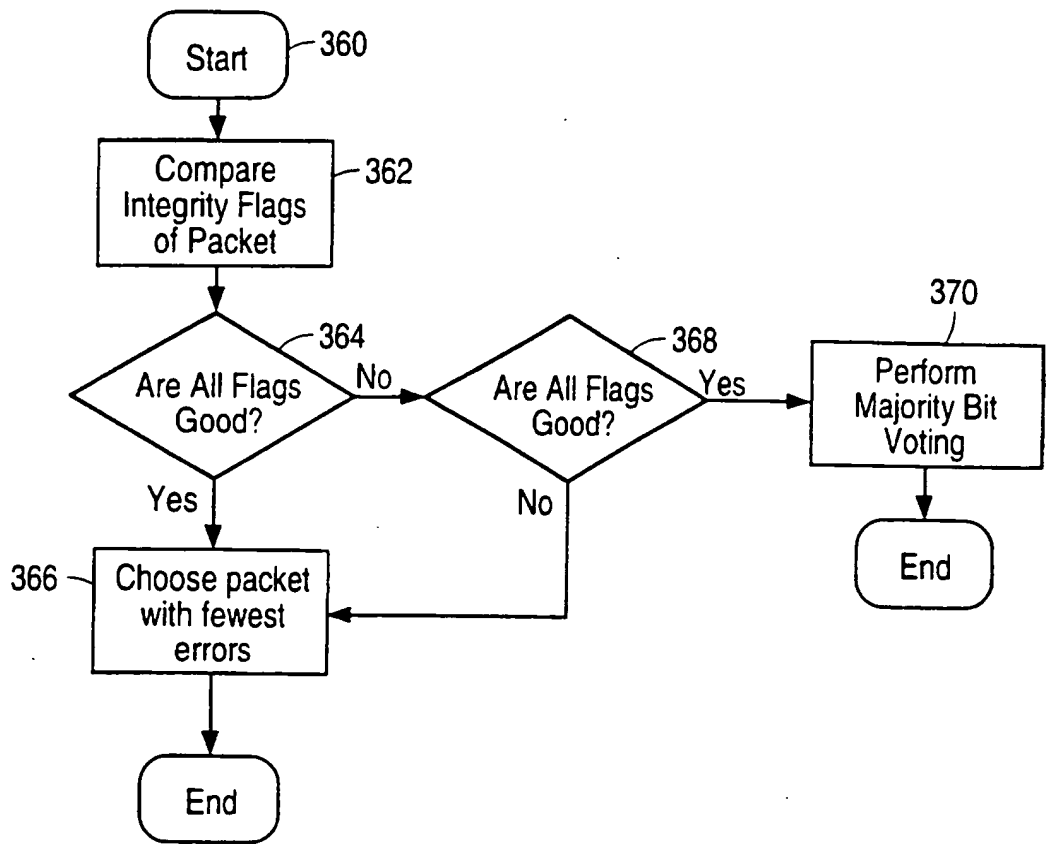 Start
360
Compare
Integrity Flags
of Packet
362
Are All Flags
Good?
364
No
Yes
Are All Flags
Good?
368
Yes
No
370
Perform
Majority Bit
Voting
End
366
Choose packet
with fewest
errors
End